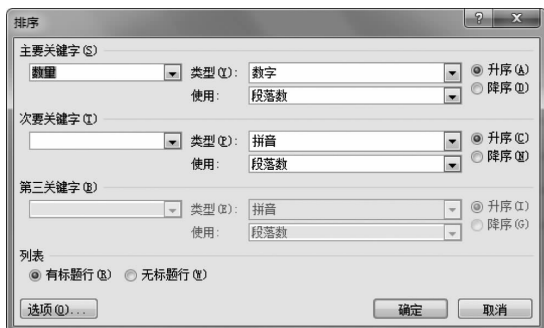 排序
主要关键字(S)
数量 类型(Y): 数字 升序(A)
使用: 段落数 降序(D)
次要关键字(T)
类型(P): 拼音 升序(C)
使用: 段落数 降序(N)
第三关键字(B)
类型(E): 拼音 升序(I)
使用: 段落数 降序(G)
列表
有标题行(R) 无标题行(W)
选项(O)... 确定 取消